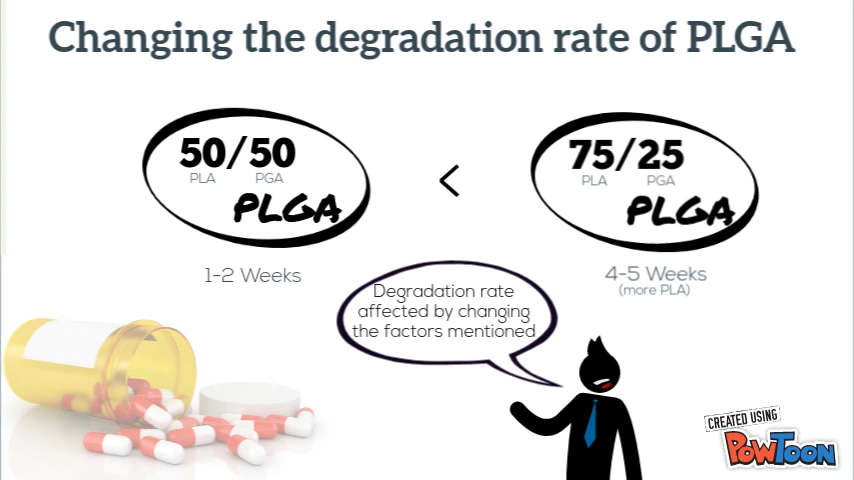 Changing the degradation rate of PLGA
50/50
PLA PGA
PLGA
1-2 Weeks
<
75/25
PLA PGA
PLGA
4-5 Weeks
(more PLA)
Degradation rate
affected by changing
the factors mentioned
CREATED USING
POWTOON